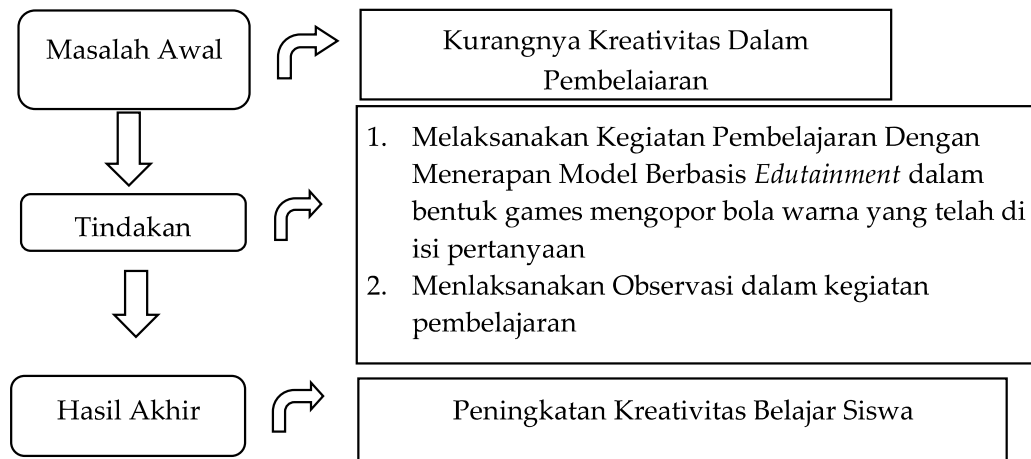 Masalah Awal
Kurangnya Kreativitas Dalam
Pembelajaran
1. Melaksanakan Kegiatan Pembelajaran Dengan
Menerapan Model Berbasis Edutainment dalam
bentuk games mengopor bola warna yang telah di
isi pertanyaan
2. Menlaksanakan Observasi dalam kegiatan
pembelajaran
Tindakan
Hasil Akhir
Peningkatan Kreativitas Belajar Siswa